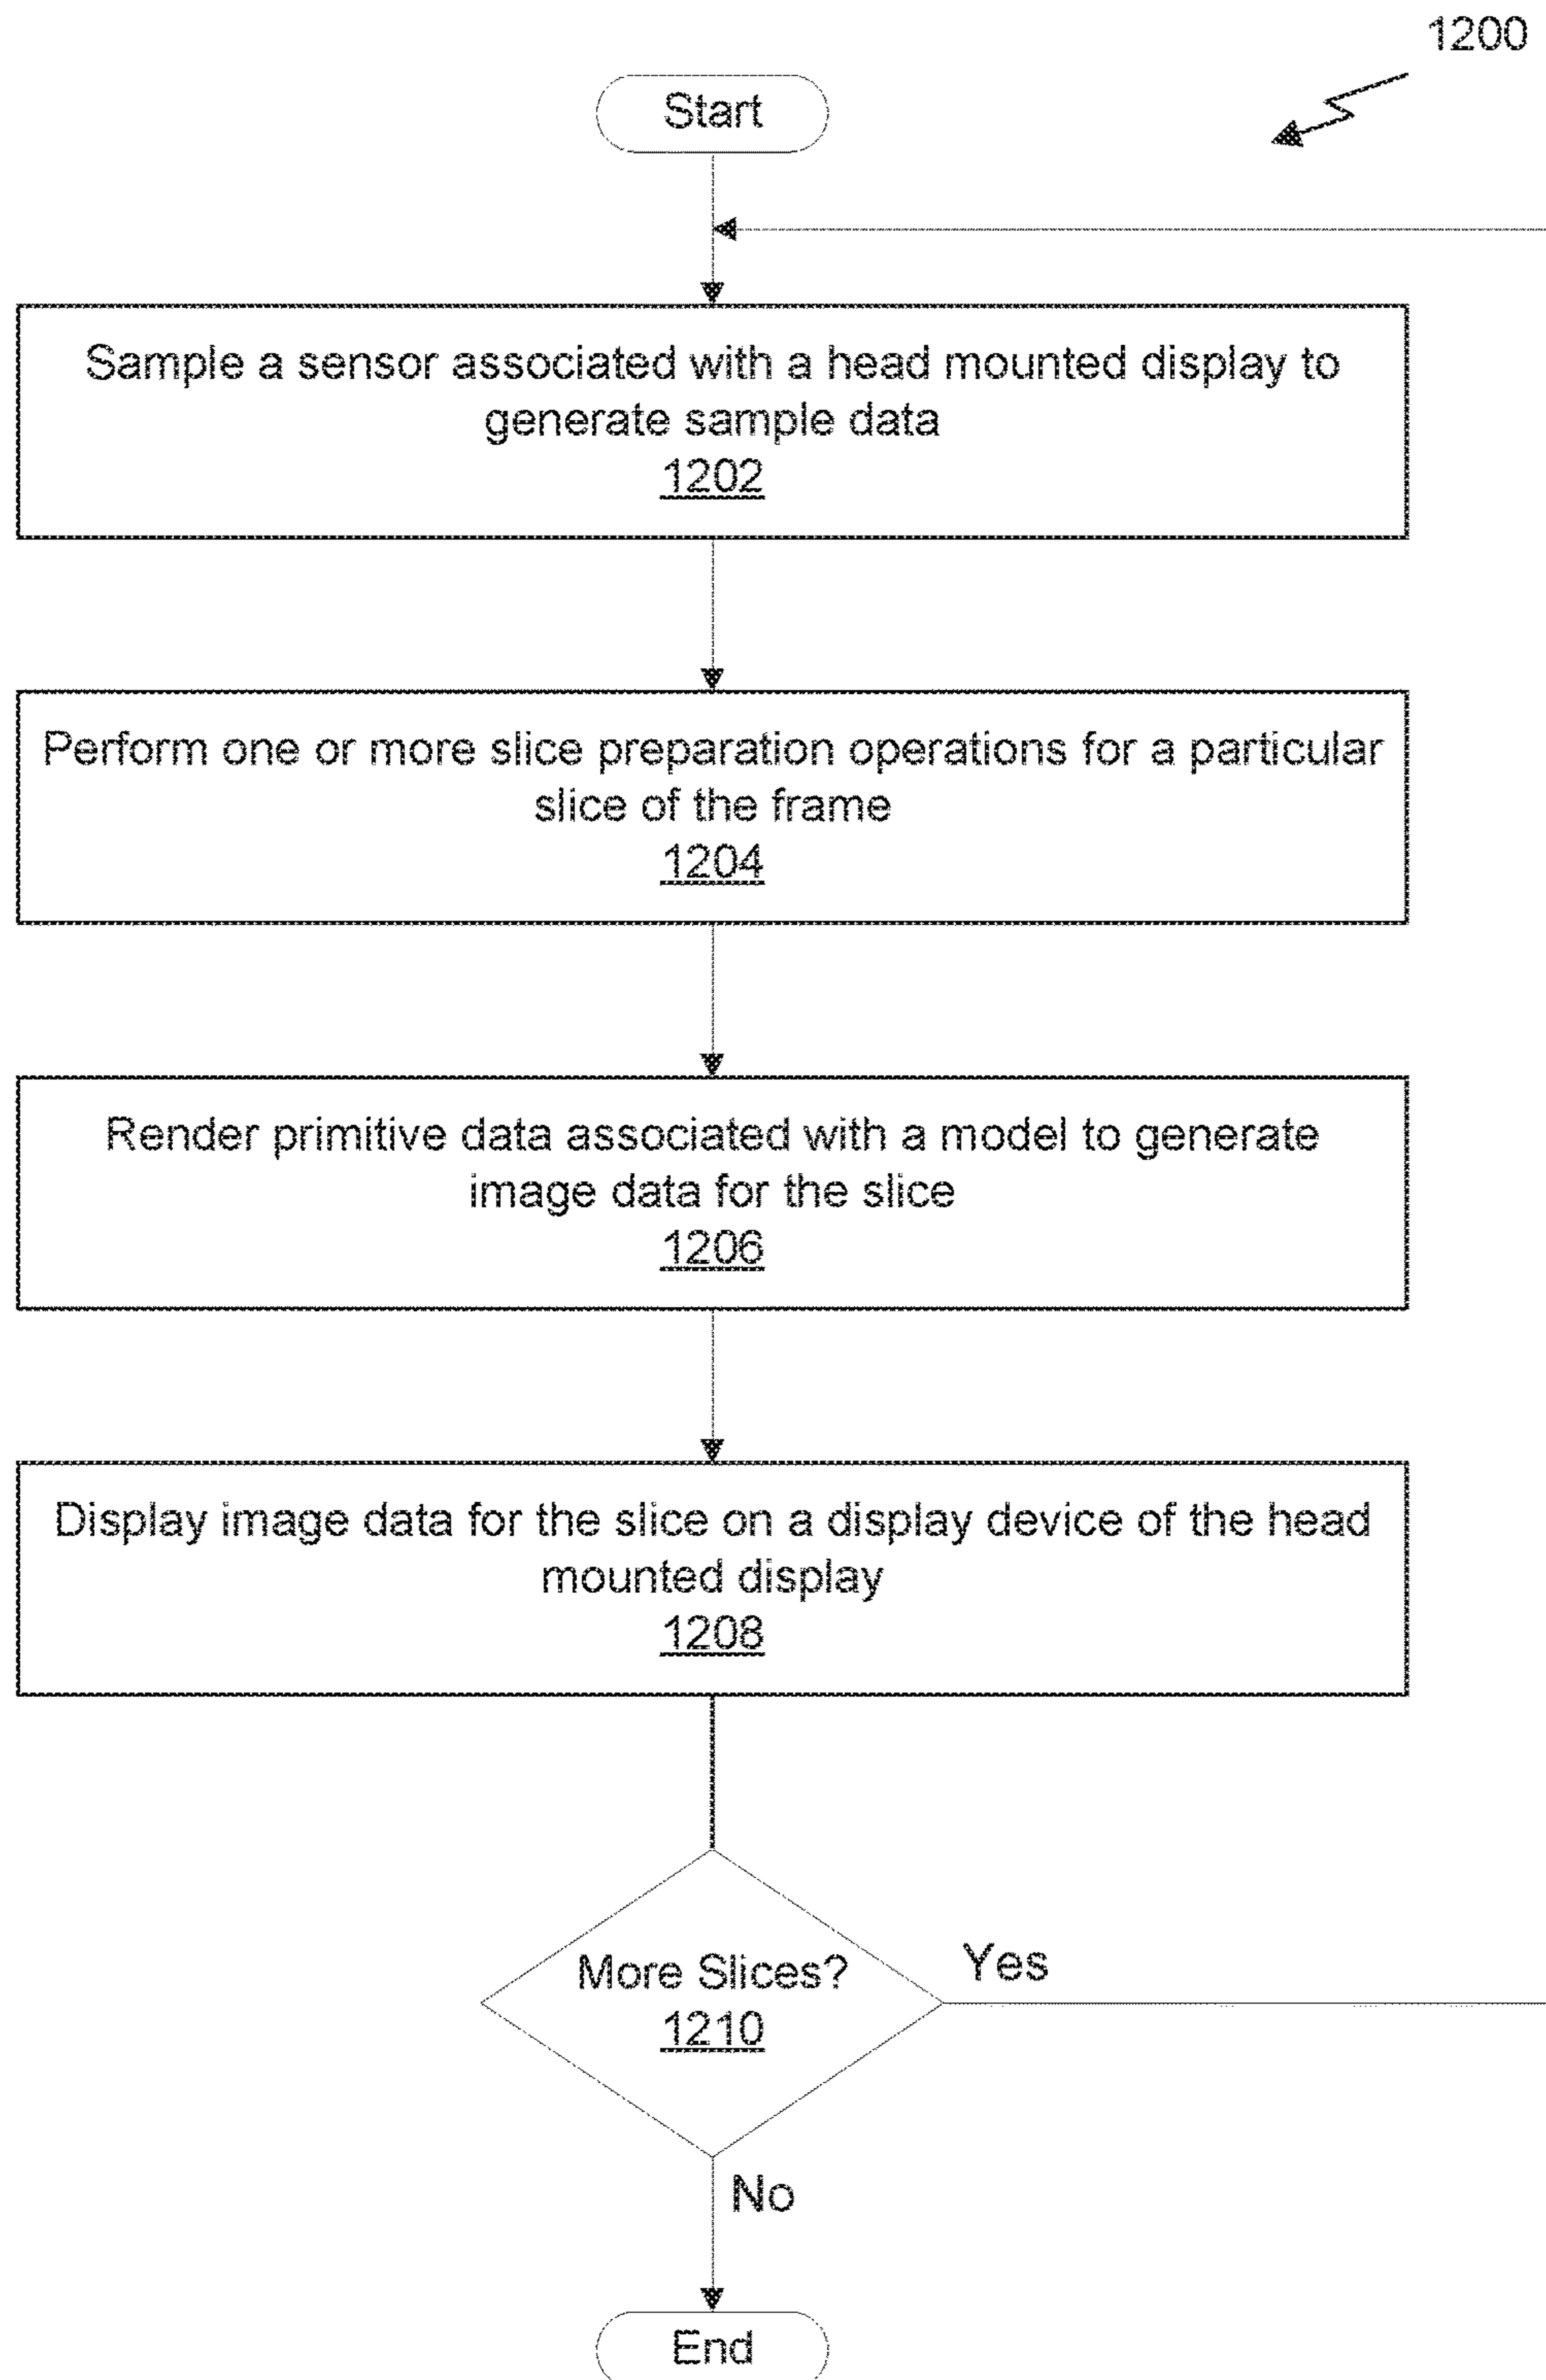 1200
Start
Sample a sensor associated with a head mounted display to
generate sample data
1202
Perform one or more slice preparation operations for a particular
slice of the frame
1204
Render primitive data associated with a model to generate
image data for the slice
1206
Display image data for the slice on a display device of the head
mounted display
1208
More Slices?
1210
Yes
No
End